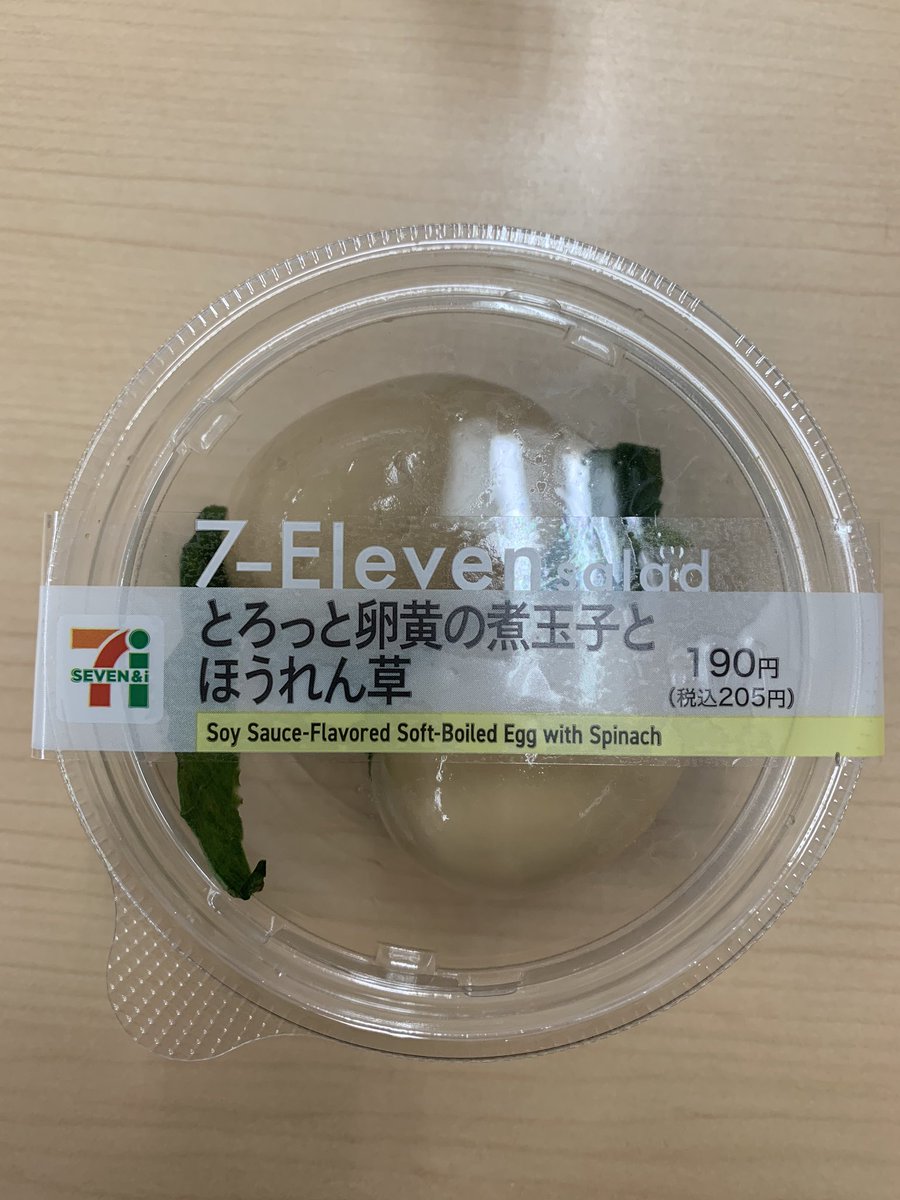 7-Eleven salad
とろっと卵黄の煮玉子と
ほうれん草
190円
(税込205円)
SEVEN&i
Soy Sauce-Flavored Soft-Boiled Egg with Spinach